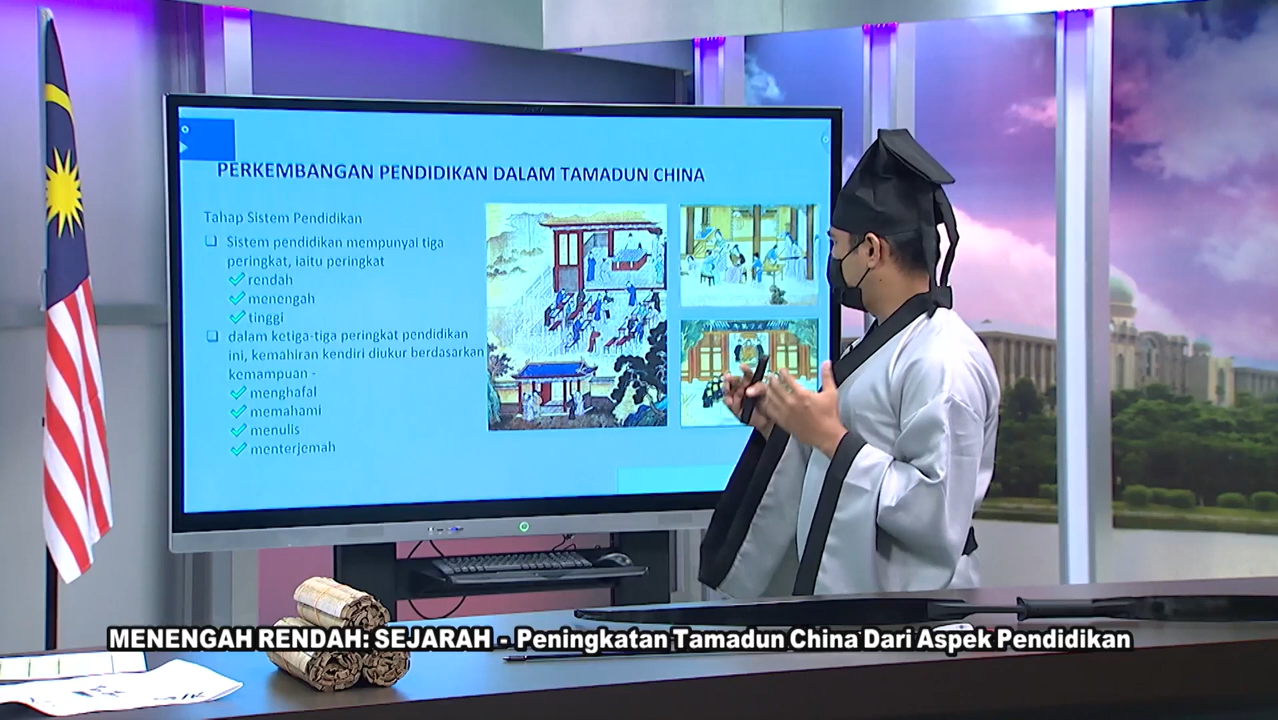 PERKEMBANGAN PENDIDIKAN DALAM TAMADUN CHINA
Tahap Sistem Pendidikan
Sistem pendidikan mempunyai tiga
peringkat, iaitu peringkat
rendah
menengah
tinggi
dalam ketiga-tiga peringkat pendidikan
ini, kemahiran kendiri diukur berdasarkan
kemampuan -
menghafal
memahami
menulis
menterjemah
MENENGAH RENDAH: SEJARAH - Peningkatan Tamadun China Dari Aspek Pendidikan